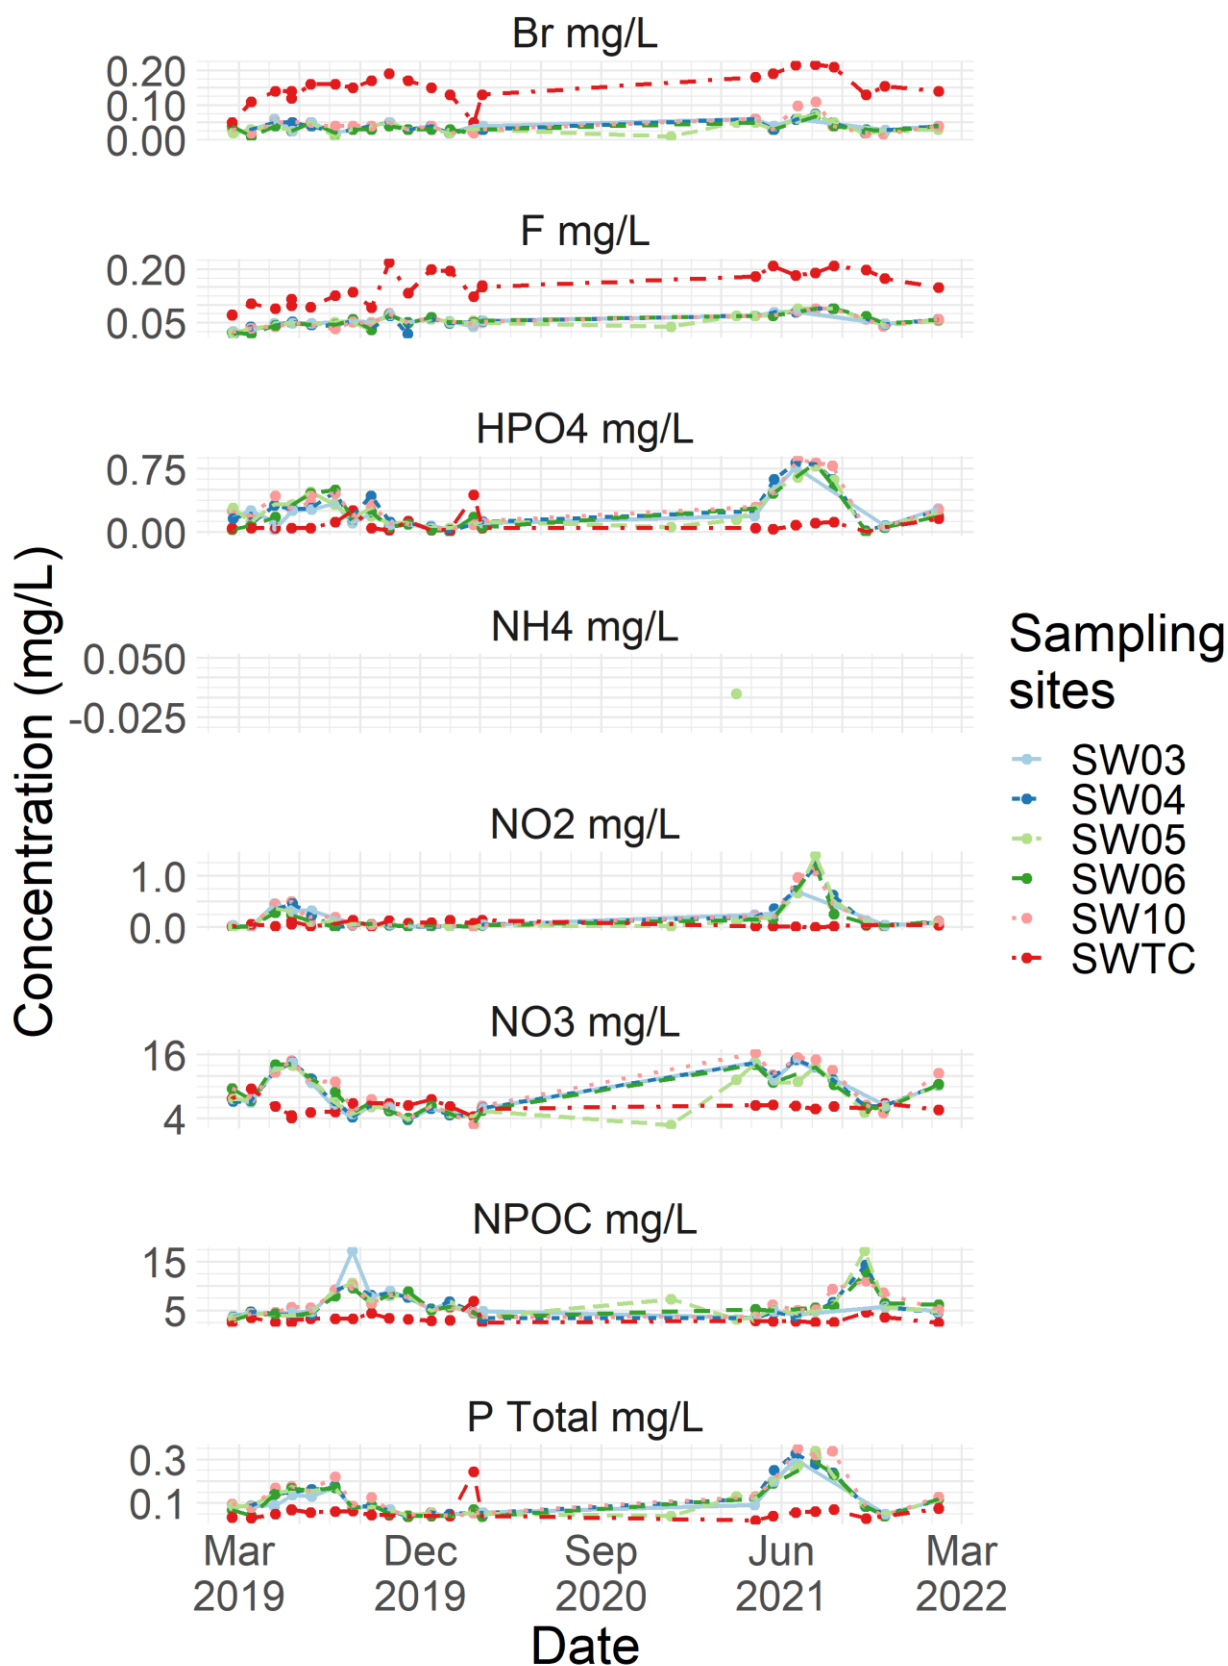 Br mg/L
0.20
0.10
0.00
F mg/L
0.20
0.05
HPO4 mg/L
0.75
0.00
NH4 mg/L
0.050
-0.025
NO2 mg/L
1.0
0.0
NO3 mg/L
16
4
NPOC mg/L
15
5
P Total mg/L
0.3
0.1
Mar Dec Sep Jun Mar
2019 2019 2020 2021 2022
Date
Concentration (mg/L)
Sampling
sites
SW03
SW04
SW05
SW06
SW10
SWTC